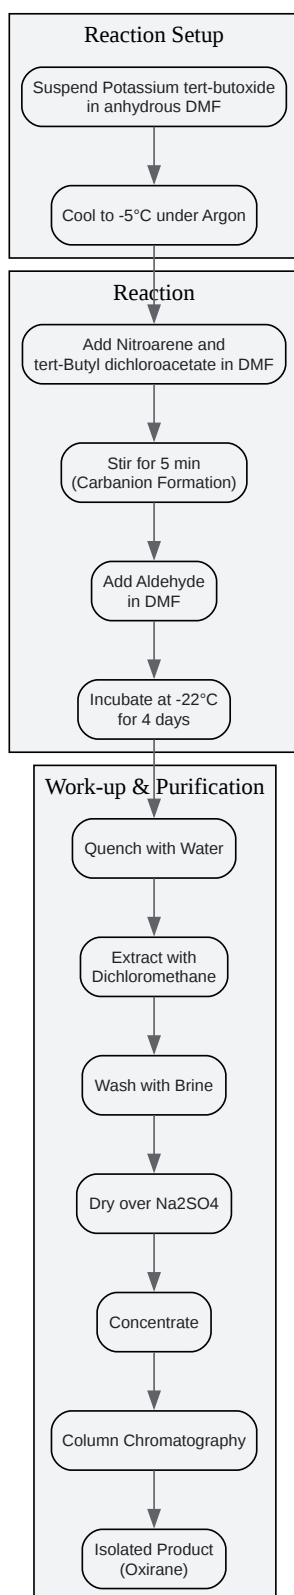 Reaction Setup
Suspend Potassium tert-butoxide
in anhydrous DMF
Cool to -5°C under Argon
Reaction
Add Nitroarene and
tert-Butyl dichloroacetate in DMF
Stir for 5 min
(Carbanion Formation)
Add Aldehyde
in DMF
Incubate at -22°C
for 4 days
Work-up & Purification
Quench with Water
Extract with
Dichloromethane
Wash with Brine
Dry over Na2SO4
Concentrate
Column Chromatography
Isolated Product
(Oxirane)